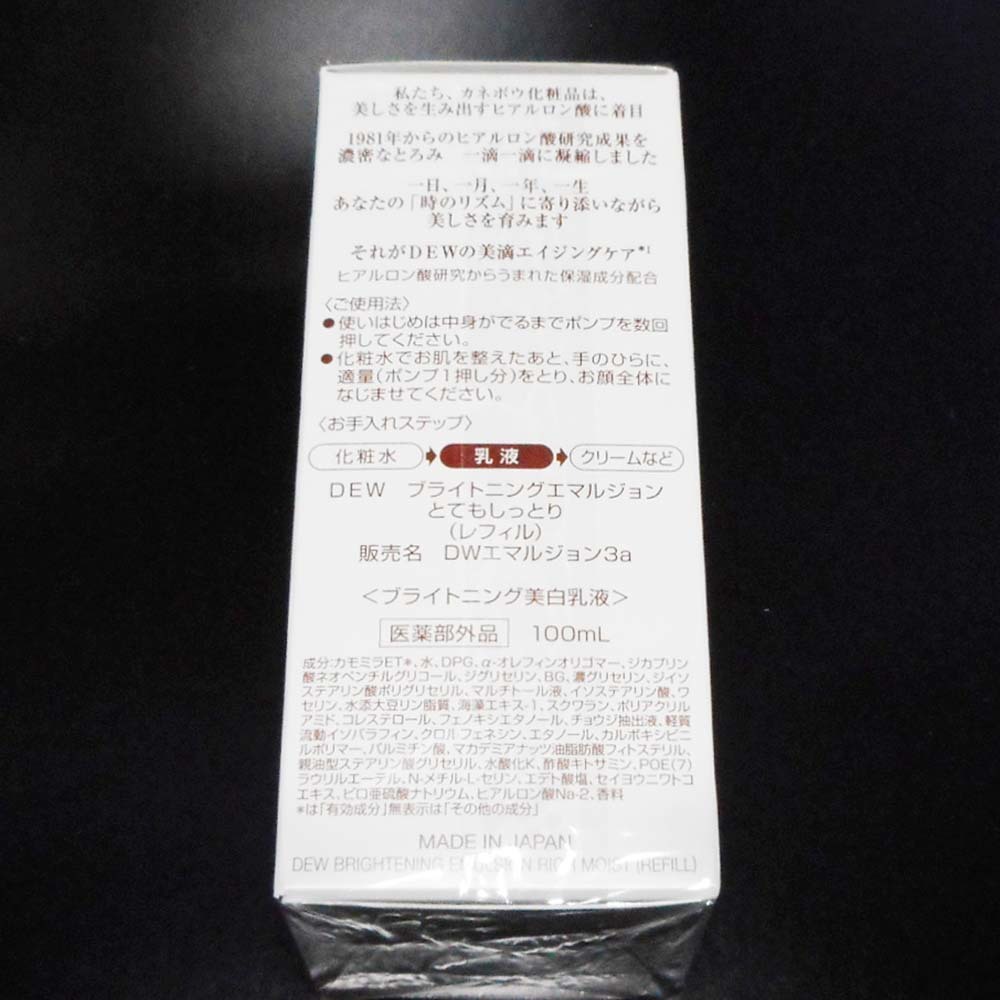 私たち、カネボウ化粧品は、
美しさを生み出すヒアルロン酸に着目
1981年からのヒアルロン酸研究成果を
濃密なとろみ 一滴一滴に凝縮しました
一日、一月、一年、一生
あなたの「時のリズム」に寄り添いながら
美しさを育みます
それがDEWの美滴エイジングケア*1
ヒアルロン酸研究からうまれた保湿成分配合
〈ご使用法〉
●使いはじめは中身がでるまでポンプを数回
押してください。
●化粧水でお肌を整えたあと、手のひらに、
適量(ポンプ1押し分)をとり、お顔全体に
なじませてください。
〈お手入れステップ〉
化粧水 乳液 クリームなど
DEW ブライトニングエマルジョン
とてもしっとり
(レフィル)
販売名 DWエマルジョン3a
<ブライトニング美白乳液>
医薬部外品 100mL
成分:カモミラET*、水、DPG、α-オレフィンオリゴマー、ジカプリン
酸ネオペンチルグリコール、ジグリセリン、BG、濃グリセリン、ジイソ
ステアリン酸ポリグリセリル、マルチトール液、イソステアリン酸、ワ
セリン、水添大豆リン脂質、海藻エキス-1、スクワラン、ポリアクリル
アミド、コレステロール、フェノキシエタノール、チョウジ抽出液、軽質
流動イソパラフィン、クロルフェネシン、エタノール、カルボキシビニ
ルポリマー、パルミチン酸、マカデミアナッツ油脂肪酸フィトステリル、
親油型ステアリン酸グリセリル、水酸化K、酢酸キトサミン、POE(7)
ラウリルエーテル、N-メチル-L-セリン、エデト酸塩、セイヨウニワトコ
エキス、ピロ亜硫酸ナトリウム、ヒアルロン酸Na-2、香料
*は「有効成分」無表示は「その他の成分」
MADE IN JAPAN
DEW BRIGHTENING EMULSION RICH MOIST (REFILL)